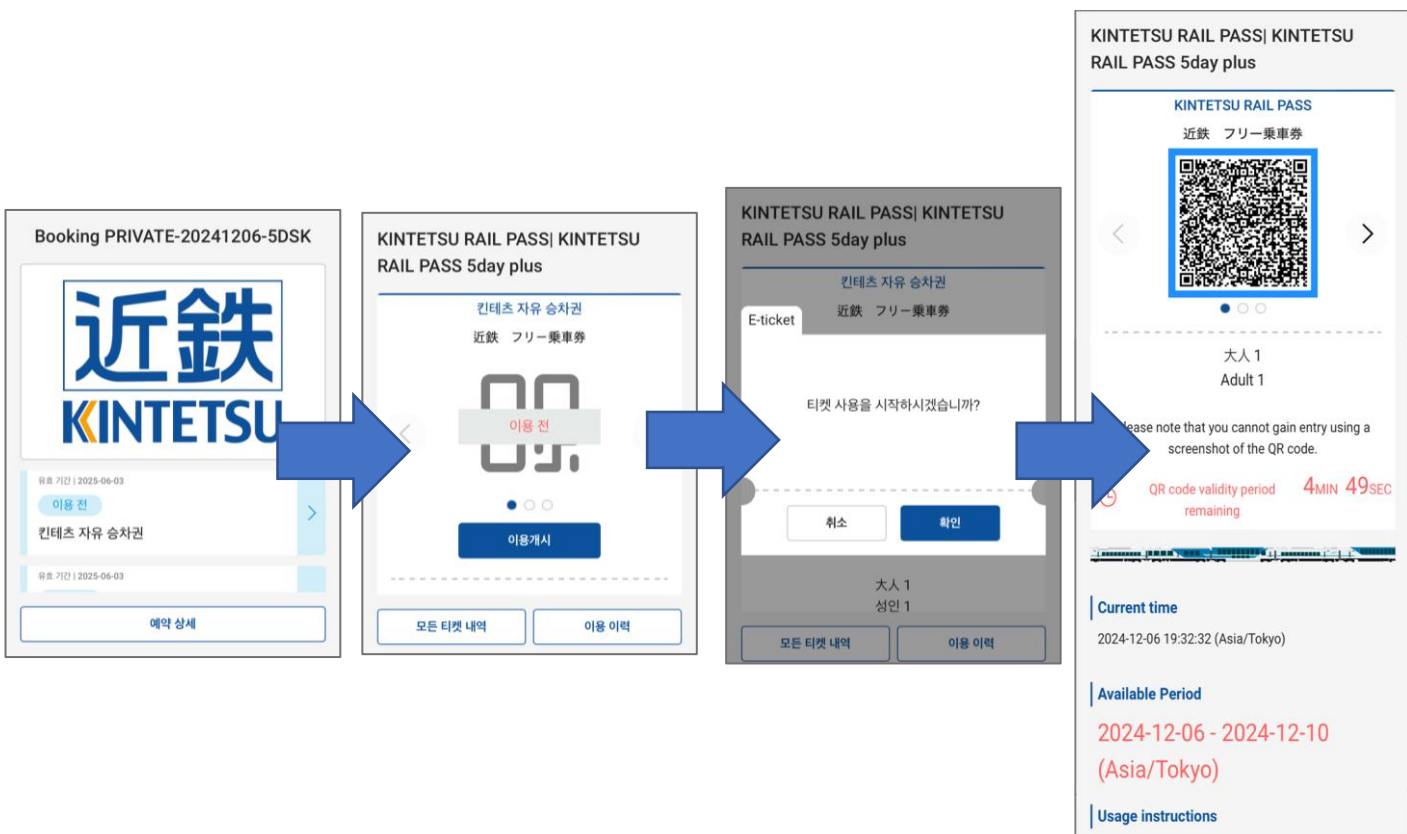 Booking PRIVATE-20241206-5DSK
近鉄
KINTETSU
유효 기간 | 2025-06-03
이용 전
킨테츠 자유 승차권
유효 기간 | 2025-06-03
예약 상세
KINTETSU RAIL PASS| KINTETSU
RAIL PASS 5day plus
킨테츠 자유 승차권
近鉄 フリー乗車券
이용 전
이용개시
모든 티켓 내역
이용 이력
KINTETSU RAIL PASS| KINTETSU
RAIL PASS 5day plus
킨테츠 자유 승차권
近鉄 フリー乗車券
E-ticket
티켓 사용을 시작하시겠습니까?
취소
확인
大人 1
성인 1
모든 티켓 내역
이용 이력
KINTETSU RAIL PASS| KINTETSU
RAIL PASS 5day plus
KINTETSU RAIL PASS
近鉄 フリー乗車券
大人 1
Adult 1
lease note that you cannot gain entry using a
screenshot of the QR code.
QR code validity period
remaining
4MIN 49SEC
Current time
2024-12-06 19:32:32 (Asia/Tokyo)
Available Period
2024-12-06 - 2024-12-10
(Asia/Tokyo)
Usage instructions